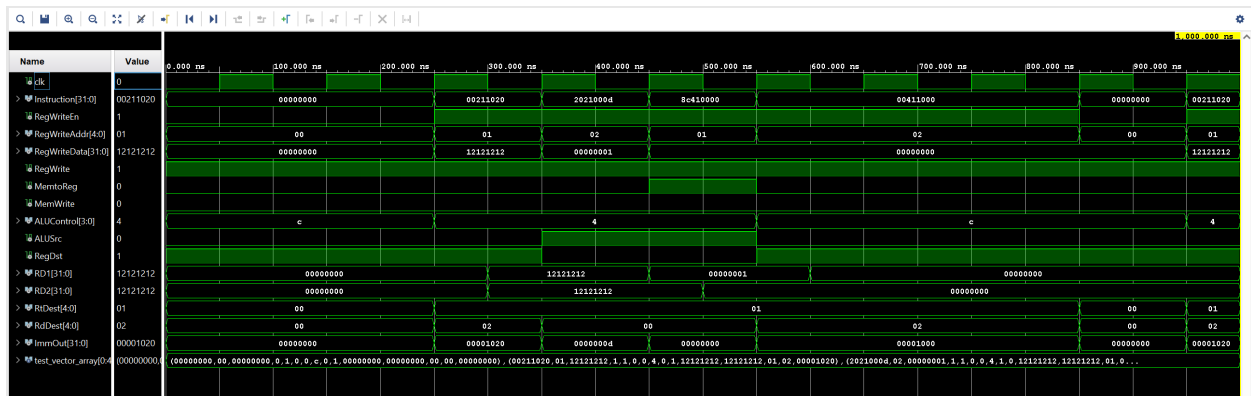 1,000.000 ns
Name Value 0.000 ns 100.000 ns 200.000 ns 300.000 ns 400.000 ns 500.000 ns 600.000 ns 700.000 ns 800.000 ns 900.000 ns
clk 0
Instruction[31:0] 00211020 00000000 00211020 2021000d 8c410000 00411000 00000000 00211020
RegWriteEn 1
RegWriteAddr[4:0] 01 00 01 02 01 02 00 01
RegWriteData[31:0] 12121212 00000000 12121212 00000001 00000000 12121212
RegWrite 1
MemtoReg 0
MemWrite 0
ALUControl[3:0] 4 c 4 c 4
ALUSrc 0
RegDst 1
RD1[31:0] 12121212 00000000 12121212 00000001 00000000
RD2[31:0] 12121212 00000000 12121212 00000000
RtDest[4:0] 01 00 01 00 01
RdDest[4:0] 02 00 02 00 02 00 02
ImmOut[31:0] 00001020 00000000 00001020 0000000d 00000000 00001000 00000000 00001020
test_vector_array[0:4 (00000000,0 (00000000,00,00000000,0,1,0,0,c,0,1,00000000,00000000,00,00,00000000),(00211020,01,12121212,1,1,0,0,4,0,1,12121212,12121212,01,02,00001020),(2021000d,02,00000001,1,1,0,0,4,1,0,12121212,12121212,01,0...